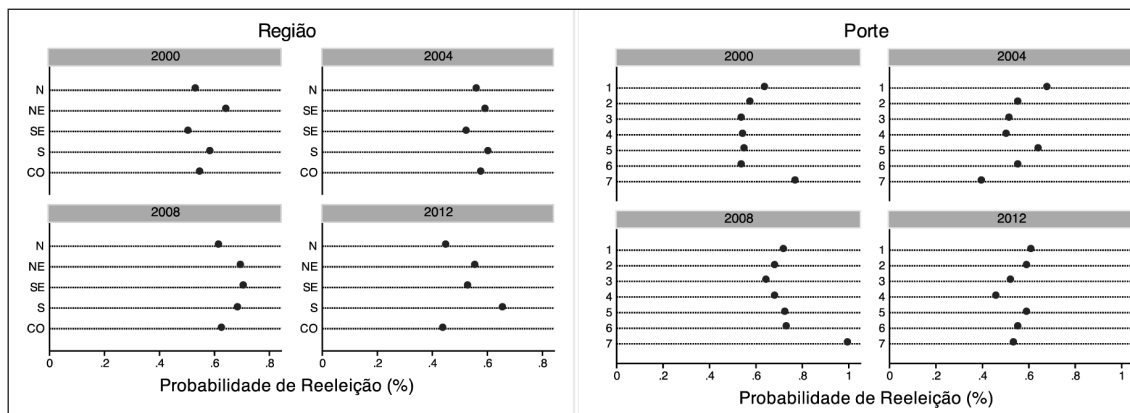 Região
2000
2004
N
NE
SE
S
CO
N
SE
SE
S
CO
2008
2012
N
NE
SE
S
CO
N
NE
SE
S
CO
0 .2 .4 .6 .8
0 .2 .4 .6 .8
Probabilidade de Reeleição (%)
Porte
2000
2004
1
2
3
4
5
6
7
1
2
3
4
5
6
7
2008
2012
1
2
3
4
5
6
7
1
2
3
4
5
6
7
0 .2 .4 .6 .8 1
0 .2 .4 .6 .8 1
Probabilidade de Reeleição (%)